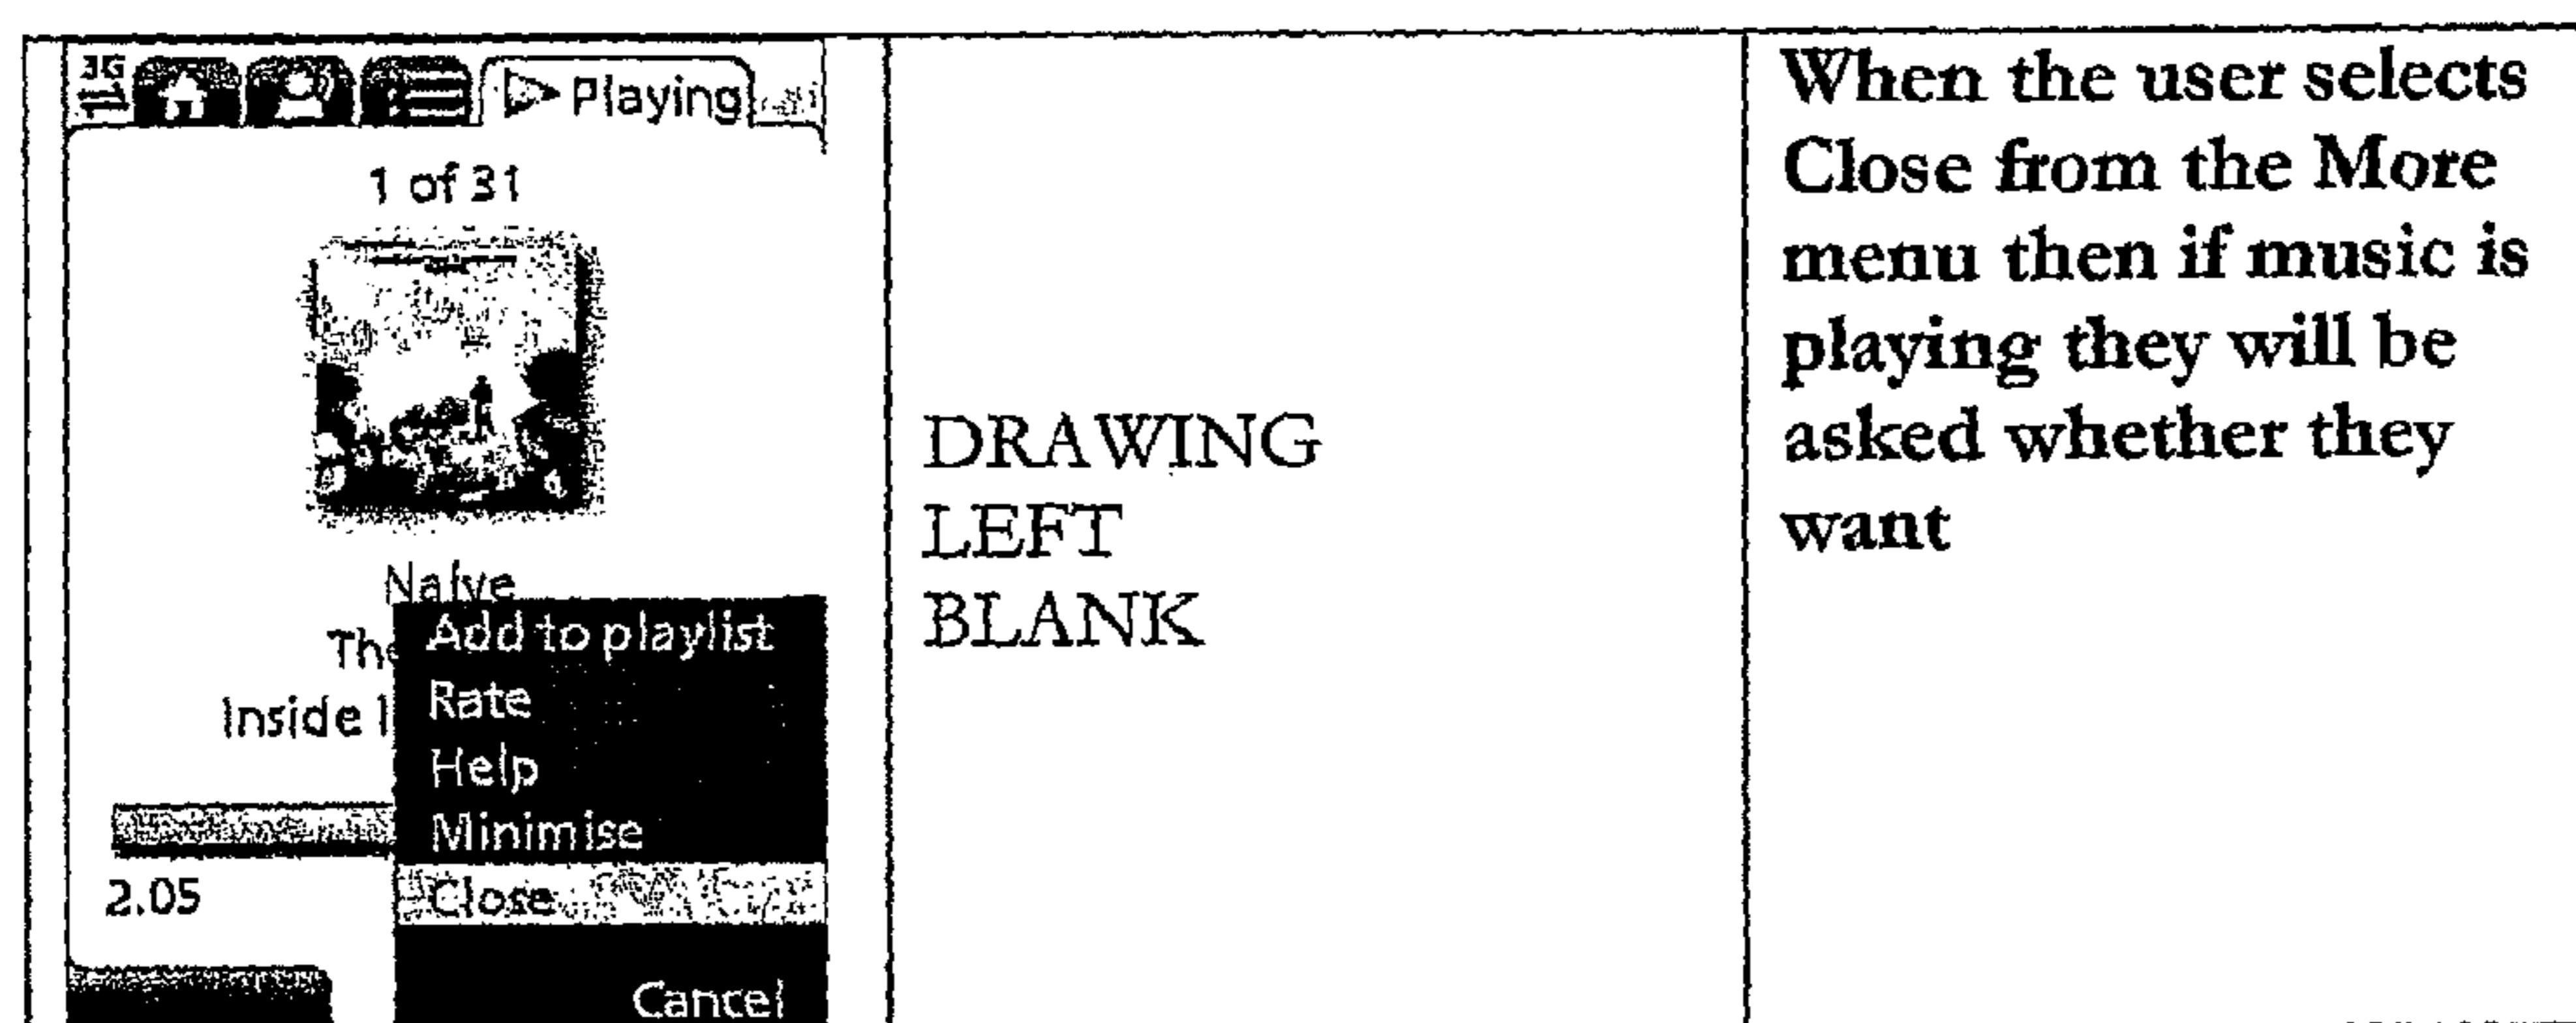 3G
Playing
1 of 31
Naïve
The
Inside I
Add to playlist
Rate
Help
Minimise
Close
2.05
Cancel
DRAWING
LEFT
BLANK
When the user selects
Close from the More
menu then if music is
playing they will be
asked whether they
want